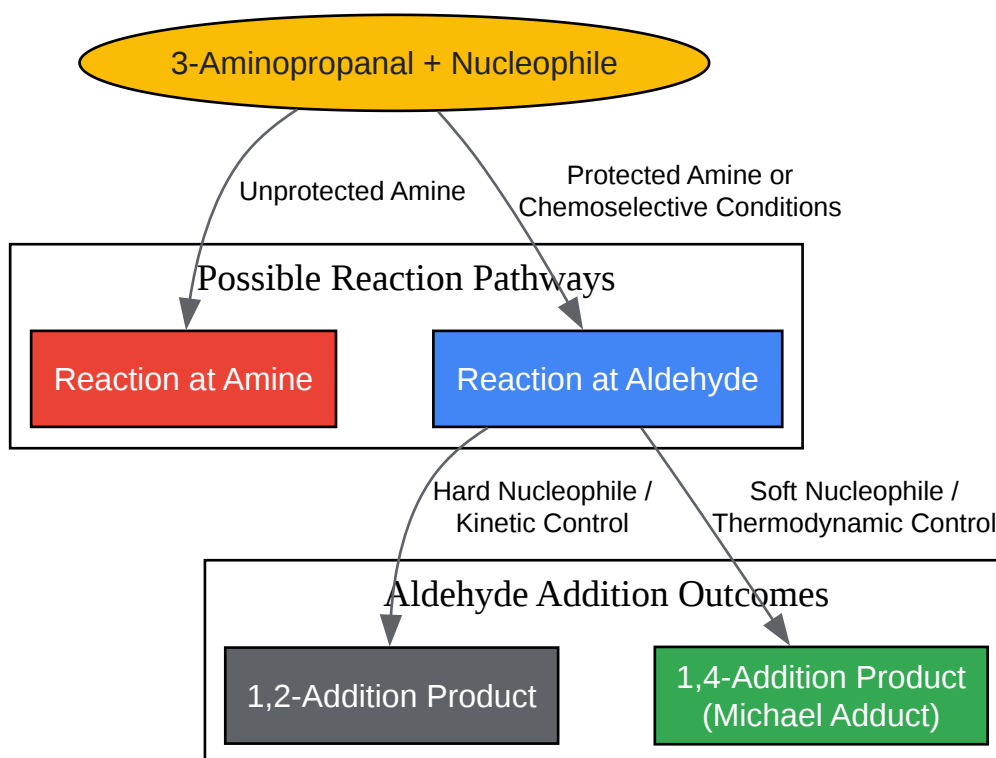 3-Aminopropanal + Nucleophile
Unprotected Amine
Protected Amine or
Chemoselective Conditions
Possible Reaction Pathways
Reaction at Amine
Reaction at Aldehyde
Hard Nucleophile /
Kinetic Control
Soft Nucleophile /
Thermodynamic Control
Aldehyde Addition Outcomes
1,2-Addition Product
1,4-Addition Product
(Michael Adduct)